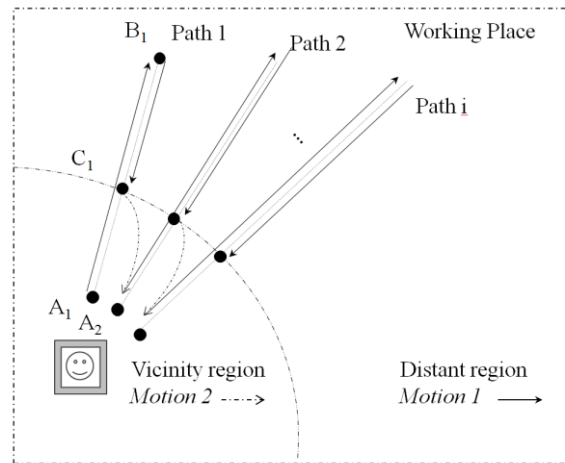 B1 Path 1
Path 2
Working Place
Path i
C1
A1
A2
Vicinity region
Motion 2
Distant region
Motion 1